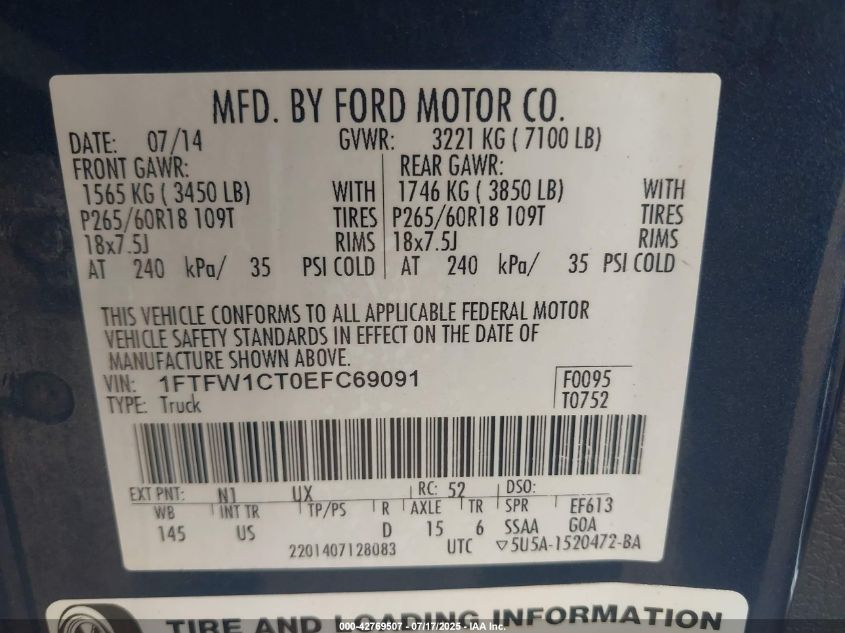 MFD. BY FORD MOTOR CO.
DATE: 07/14 GVWR: 3221 KG ( 7100 LB)
FRONT GAWR: REAR GAWR:
1565 KG ( 3450 LB) WITH 1746 KG ( 3850 LB) WITH
P265/60R18 109T TIRES P265/60R18 109T TIRES
18x7.5J RIMS 18x7.5J RIMS
AT 240 kPa/ 35 PSI COLD AT 240 kPa/ 35 PSI COLD
THIS VEHICLE CONFORMS TO ALL APPLICABLE FEDERAL MOTOR
VEHICLE SAFETY STANDARDS IN EFFECT ON THE DATE OF
MANUFACTURE SHOWN ABOVE.
VIN: 1FTFW1CT0EFC69091 F0095
TYPE: Truck T0752
EXT PNT: N1 UX RC: 52 DSO:
WB INT TR TP/PS R AXLE TR SPR EF613
145 US D 15 6 SSAA GOA
2201407128083 UTC ▽5U5A-1520472-BA
TIRE AND LOADING INFORMATION
000-42769507 - 07/17/2025 - IAA Inc.